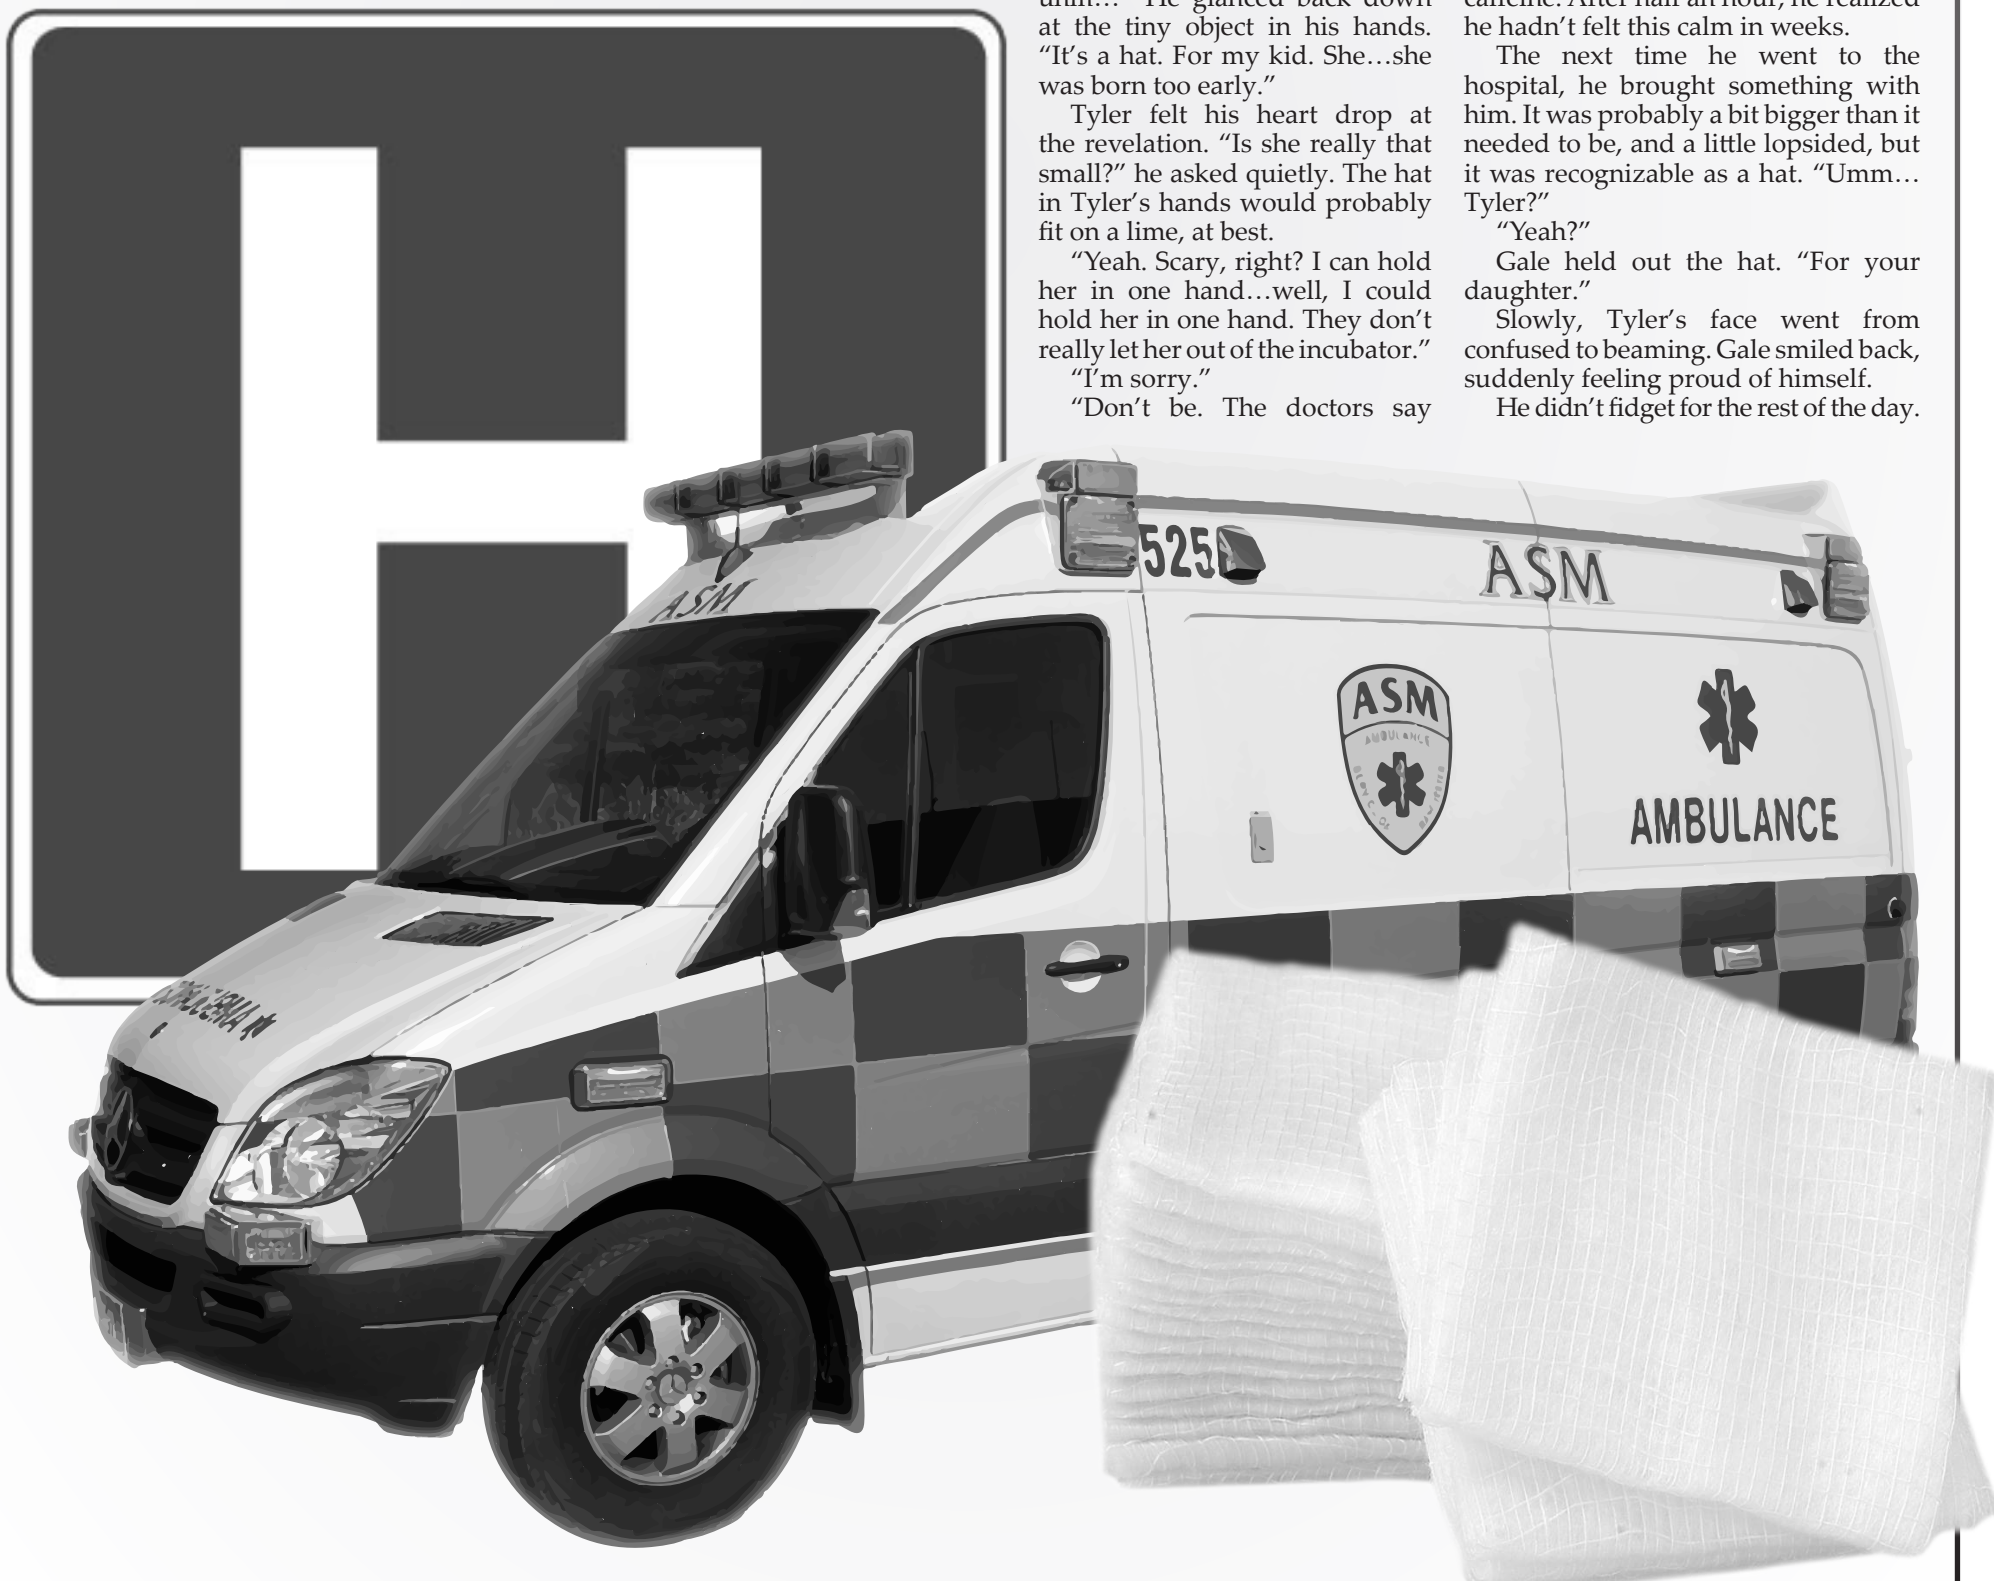 H
uhm…” He glanced back down
at the tiny object in his hands.
“It’s a hat. For my kid. She…she
was born too early.”
Tyler felt his heart drop at
the revelation. “Is she really that
small?” he asked quietly. The hat
in Tyler’s hands would probably
fit on a lime, at best.
“Yeah. Scary, right? I can hold
her in one hand…well, I could
hold her in one hand. They don’t
really let her out of the incubator.”
“I’m sorry.”
“Don’t be. The doctors say
caffeine. After half an hour, he realized
he hadn’t felt this calm in weeks.
The next time he went to the
hospital, he brought something with
him. It was probably a bit bigger than it
needed to be, and a little lopsided, but
it was recognizable as a hat. “Umm…
Tyler?”
“Yeah?”
Gale held out the hat. “For your
daughter.”
Slowly, Tyler’s face went from
confused to beaming. Gale smiled back,
suddenly feeling proud of himself.
He didn’t fidget for the rest of the day.
525
ASM
ASM
ASM
AMBULANCE
AMBULANCE